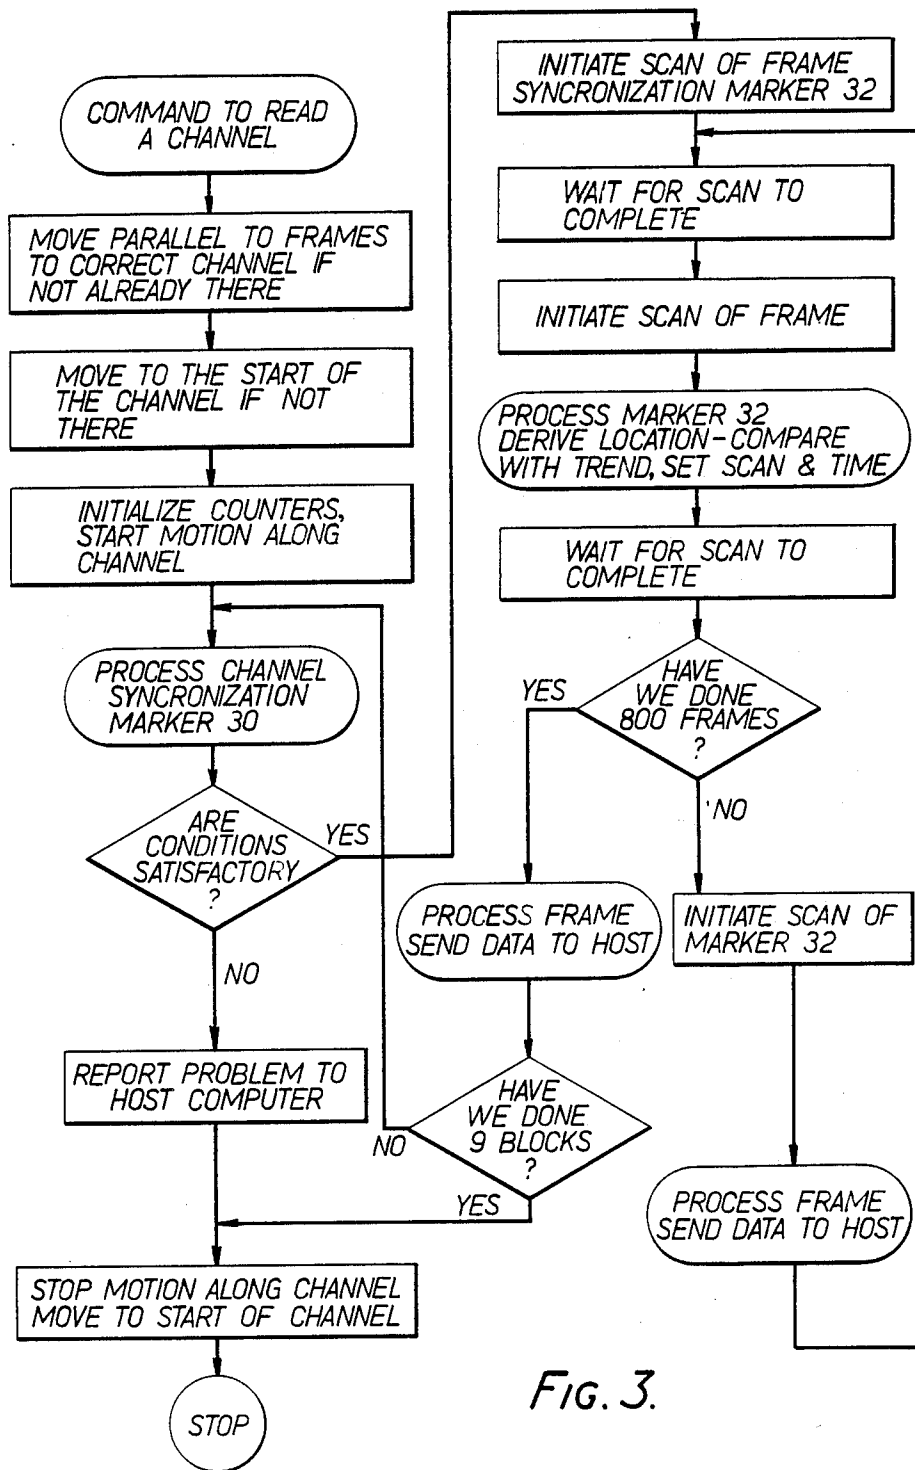 COMMAND TO READ
A CHANNEL
MOVE PARALLEL TO FRAMES
TO CORRECT CHANNEL IF
NOT ALREADY THERE
MOVE TO THE START OF
THE CHANNEL IF NOT
THERE
INITIALIZE COUNTERS,
START MOTION ALONG
CHANNEL
PROCESS CHANNEL
SYNCRONIZATION
MARKER 30
ARE
CONDITIONS
SATISFACTORY
?
YES
NO
REPORT PROBLEM TO
HOST COMPUTER
STOP MOTION ALONG CHANNEL
MOVE TO START OF CHANNEL
STOP
INITIATE SCAN OF FRAME
SYNCRONIZATION MARKER 32
WAIT FOR SCAN TO
COMPLETE
INITIATE SCAN OF FRAME
PROCESS MARKER 32
DERIVE LOCATION-COMPARE
WITH TREND, SET SCAN & TIME
WAIT FOR SCAN TO
COMPLETE
HAVE
WE DONE
800 FRAMES
?
YES
NO
PROCESS FRAME
SEND DATA TO HOST
HAVE
WE DONE
9 BLOCKS
?
NO
YES
INITIATE SCAN OF
MARKER 32
PROCESS FRAME
SEND DATA TO HOST
FIG. 3.